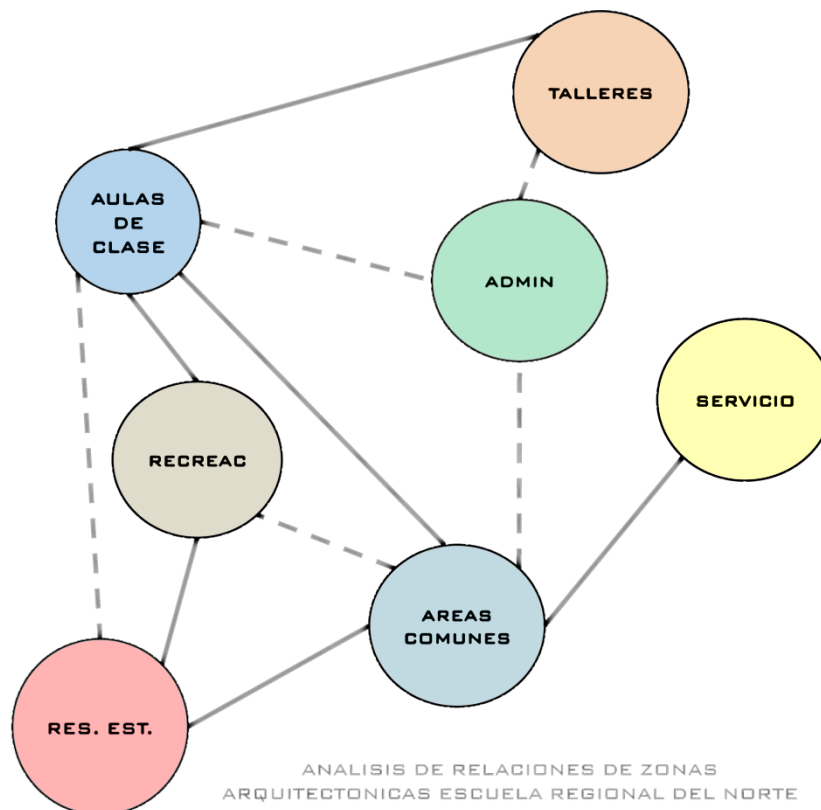 TALLERES
AULAS
DE
CLASE
ADMIN
SERVICIO
RECREAC
AREAS
COMUNES
RES. EST.
ANALISIS DE RELACIONES DE ZONAS
ARQUITECTONICAS ESCUELA REGIONAL DEL NORTE